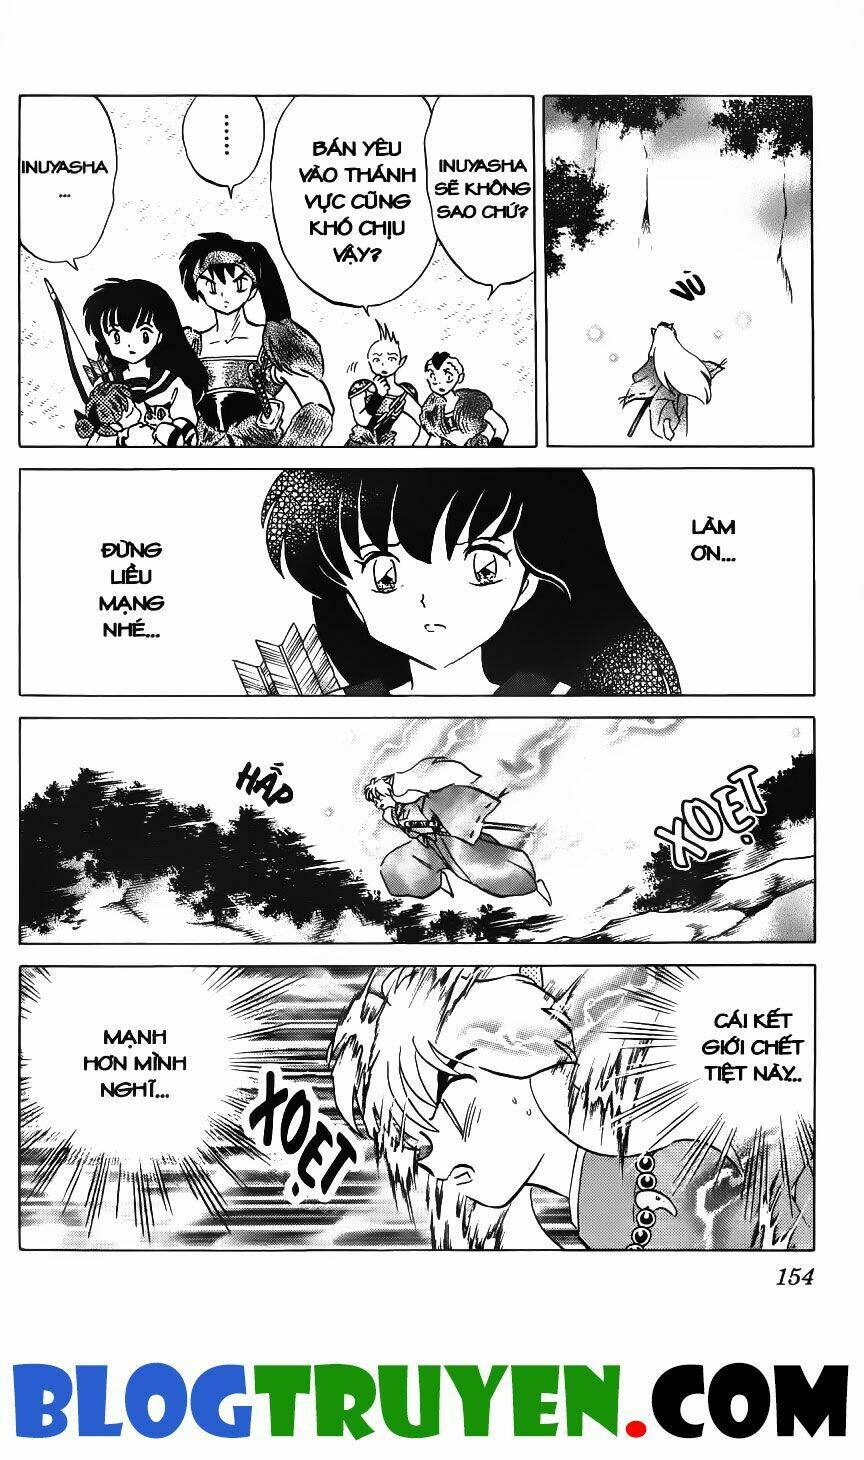 VÙ
INUYASHA
SẼ KHÔNG
SAO CHỨ?
BÁN YÊU
VÀO THÁNH
VỰC CŨNG
KHÓ CHỊU
VẬY?
......
INUYASHA
...
LÀM
ƠN...
ĐỪNG
LIỀU
MẠNG
NHÉ...
XOẸT
HẮP
CÁI KẾT
GIỚI CHẾT
TIỆT NÀY...
XOẸT
MẠNH
HƠN MÌNH
NGHĨ...
154
BLOGTRUYEN.COM